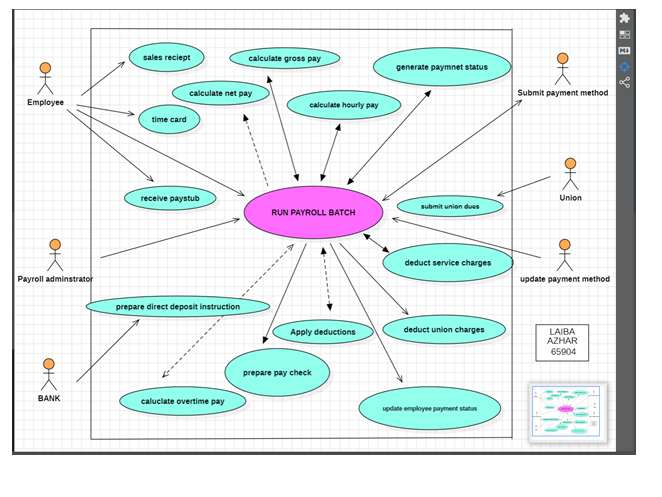 sales reciept
calculate gross pay
generate paymnet status
Employee
calculate net pay
Submit payment method
calculate hourly pay
time card
receive paystub
Union
submit union dues
RUN PAYROLL BATCH
Payroll adminstrator
deduct service charges
update payment method
prepare direct deposit instruction
Apply deductions
deduct union charges
LAIBA
AZHAR
65904
prepare pay check
BANK
caluclate overtime pay
update employee payment status